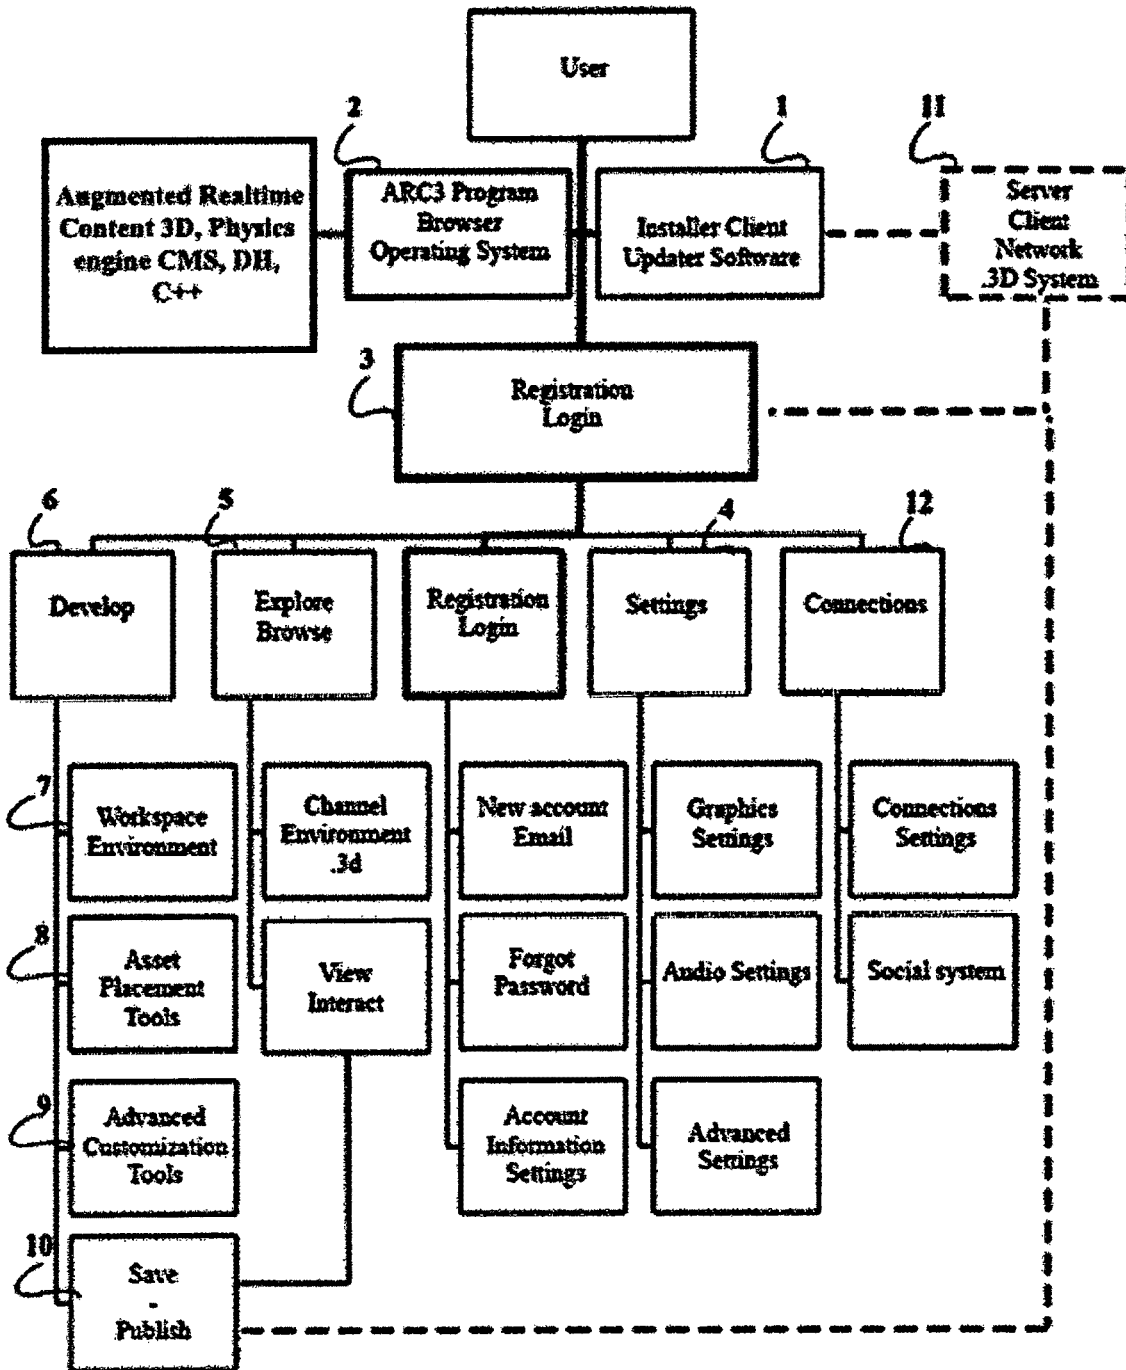 User
2
1
11
Augmented Realtime
Content 3D, Physics
engine CMS, DH,
C++
ARC3 Program
Browser
Operating System
Installer Client
Updater Software
Server
Client
Network
.3D System
3
Registration
Login
6
5
4
12
Develop
Explore
Browse
Registration
Login
Settings
Connections
7
Workspace
Environment
Channel
Environment
.3d
New account
Email
Graphics
Settings
Connections
Settings
8
Asset
Placement
Tools
View
Interact
Forgot
Password
Audio Settings
Social system
9
Advanced
Customization
Tools
Account
Information
Settings
Advanced
Settings
10
Save
-
Publish